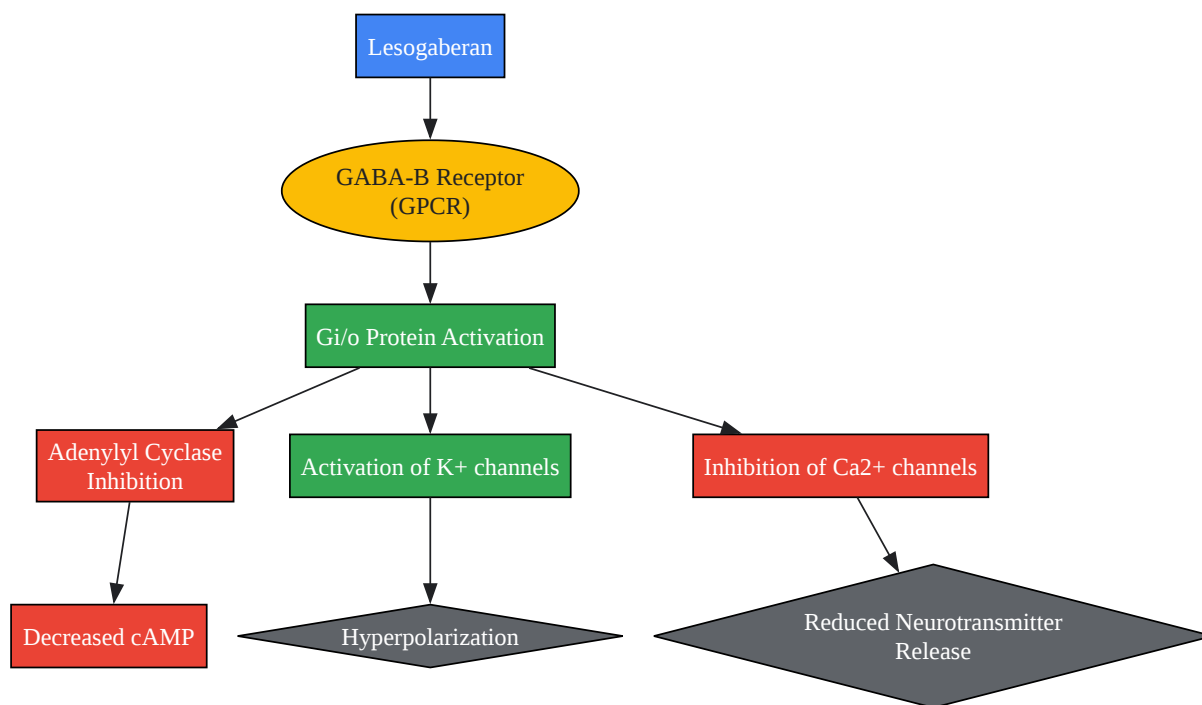 Lesogaberan
GABA-B Receptor
(GPCR)
Gi/o Protein Activation
Adenylyl Cyclase
Inhibition
Activation of K+ channels
Inhibition of Ca2+ channels
Decreased cAMP
Hyperpolarization
Reduced Neurotransmitter
Release